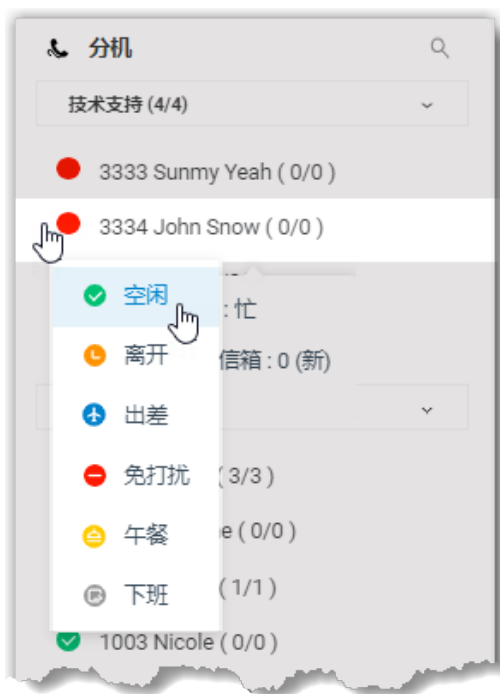 分机
技术支持 (4/4)
3333 Sunmy Yeah ( 0/0 )
3334 John Snow ( 0/0 )
空闲
: 忙
离开
信箱 : 0 (新)
出差
免打扰
( 3/3 )
午餐
e ( 0/0 )
下班
( 1/1 )
1003 Nicole ( 0/0 )